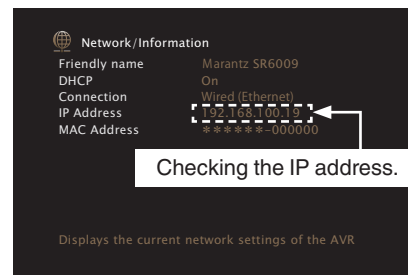 Network/Information
Friendly name Marantz SR6009
DHCP On
Connection Wired (Ethernet)
IP Address 192.168.100.19
MAC Address ******-000000
Checking the IP address.
Displays the current network settings of the AVR